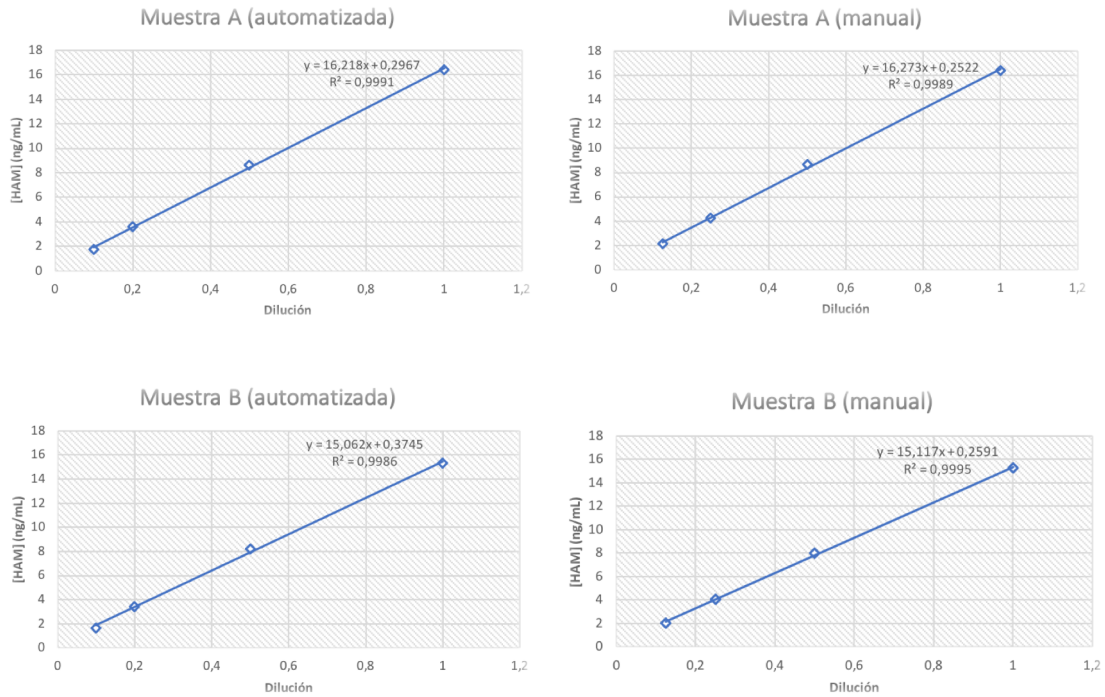 Muestra A (automatizada)
18
16
14
12
10
8
6
4
2
0
[HAM] (ng/mL)
y = 16,218x + 0,2967
R² = 0,9991
0 0,2 0,4 0,6 0,8 1 1,2
Dilución
Muestra A (manual)
18
16
14
12
10
8
6
4
2
0
[HAM] (ng/mL)
y = 16,273x + 0,2522
R² = 0,9989
0 0,2 0,4 0,6 0,8 1 1,2
Dilución
Muestra B (automatizada)
18
16
14
12
10
8
6
4
2
0
[HAM] (ng/mL)
y = 15,062x + 0,3745
R² = 0,9986
0 0,2 0,4 0,6 0,8 1 1,2
Dilución
Muestra B (manual)
18
16
14
12
10
8
6
4
2
0
[HAM] (ng/mL)
y = 15,117x + 0,2591
R² = 0,9995
0 0,2 0,4 0,6 0,8 1 1,2
Dilución